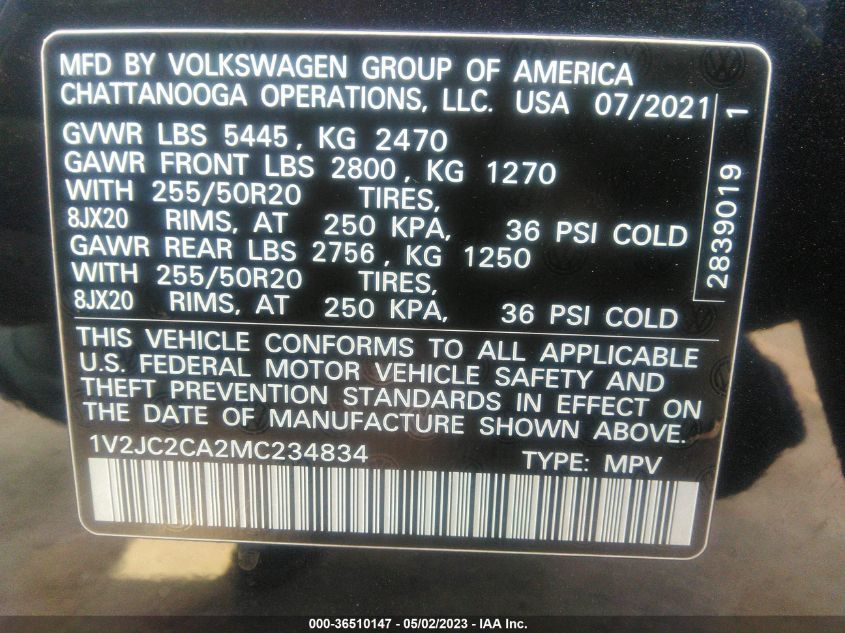 MFD BY VOLKSWAGEN GROUP OF AMERICA
CHATTANOOGA OPERATIONS, LLC. USA 07/2021
GVWR LBS 5445, KG 2470
GAWR FRONT LBS 2800, KG 1270
WITH 255/50R20 TIRES,
8JX20 RIMS, AT 250 KPA, 36 PSI COLD
GAWR REAR LBS 2756, KG 1250
WITH 255/50R20 TIRES,
8JX20 RIMS, AT 250 KPA, 36 PSI COLD
2839019 1
THIS VEHICLE CONFORMS TO ALL APPLICABLE
U.S. FEDERAL MOTOR VEHICLE SAFETY AND
THEFT PREVENTION STANDARDS IN EFFECT ON
THE DATE OF MANUFACTURE SHOWN ABOVE.
1V2JC2CA2MC234834 TYPE: MPV
000-36510147 - 05/02/2023 - IAA Inc.